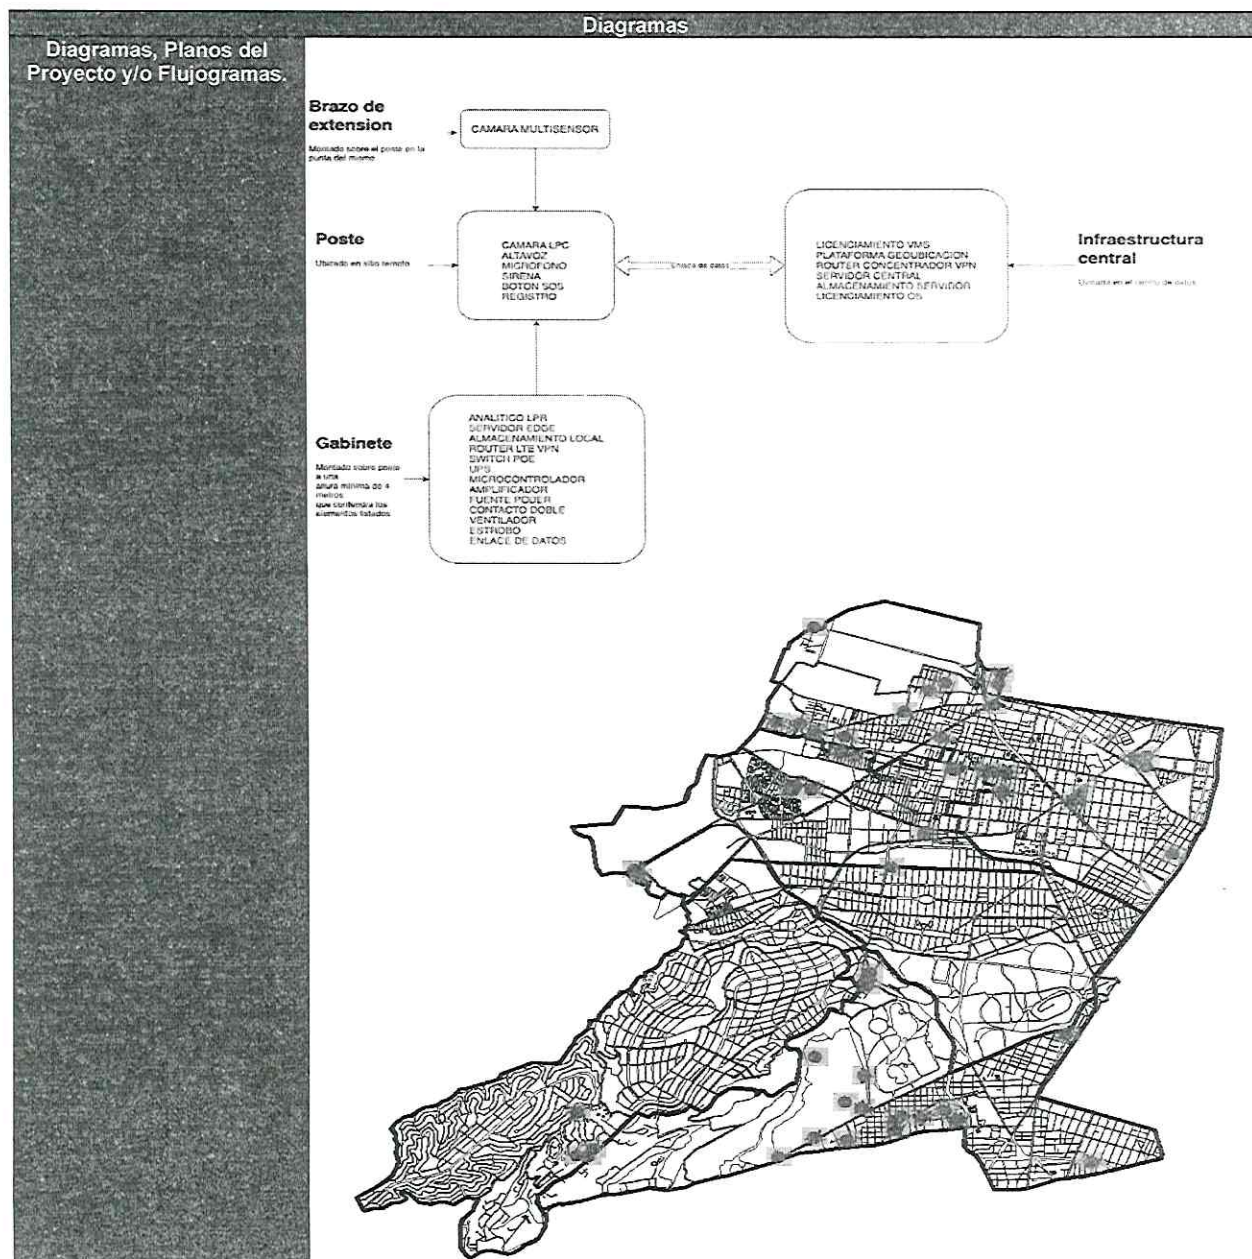 Diagramas
Diagramas, Planos del
Proyecto y/o Flujogramas.
Brazo de
extension
Montado sobre el poste en la
punta del mismo
CAMARA MULTISENSOR
Poste
Ubicado en sitio remoto
CAMARA LPC
ALTAVOZ
MICROFONO
SIRENA
BOTON SOS
REGISTRO
Enlace de datos
LICENCIAMIENTO VMS
PLATAFORMA GEOUBICACION
ROUTER CONCENTRADOR VPN
SERVIDOR CENTRAL
ALMACENAMIENTO SERVIDOR
LICENCIAMIENTO OS
Infraestructura
central
Ubicada en el centro de datos
Gabinete
Montado sobre poste
a una
altura minima de 4
metros
que contendra los
elementos listados
ANALITICO LPR
SERVIDOR EDGE
ALMACENAMIENTO LOCAL
ROUTER LTE VPN
SWITCH POE
UPS
MICROCONTROLADOR
AMPLIFICADOR
FUENTE PODER
CONTACTO DOBLE
VENTILADOR
ESTROBO
ENLACE DE DATOS